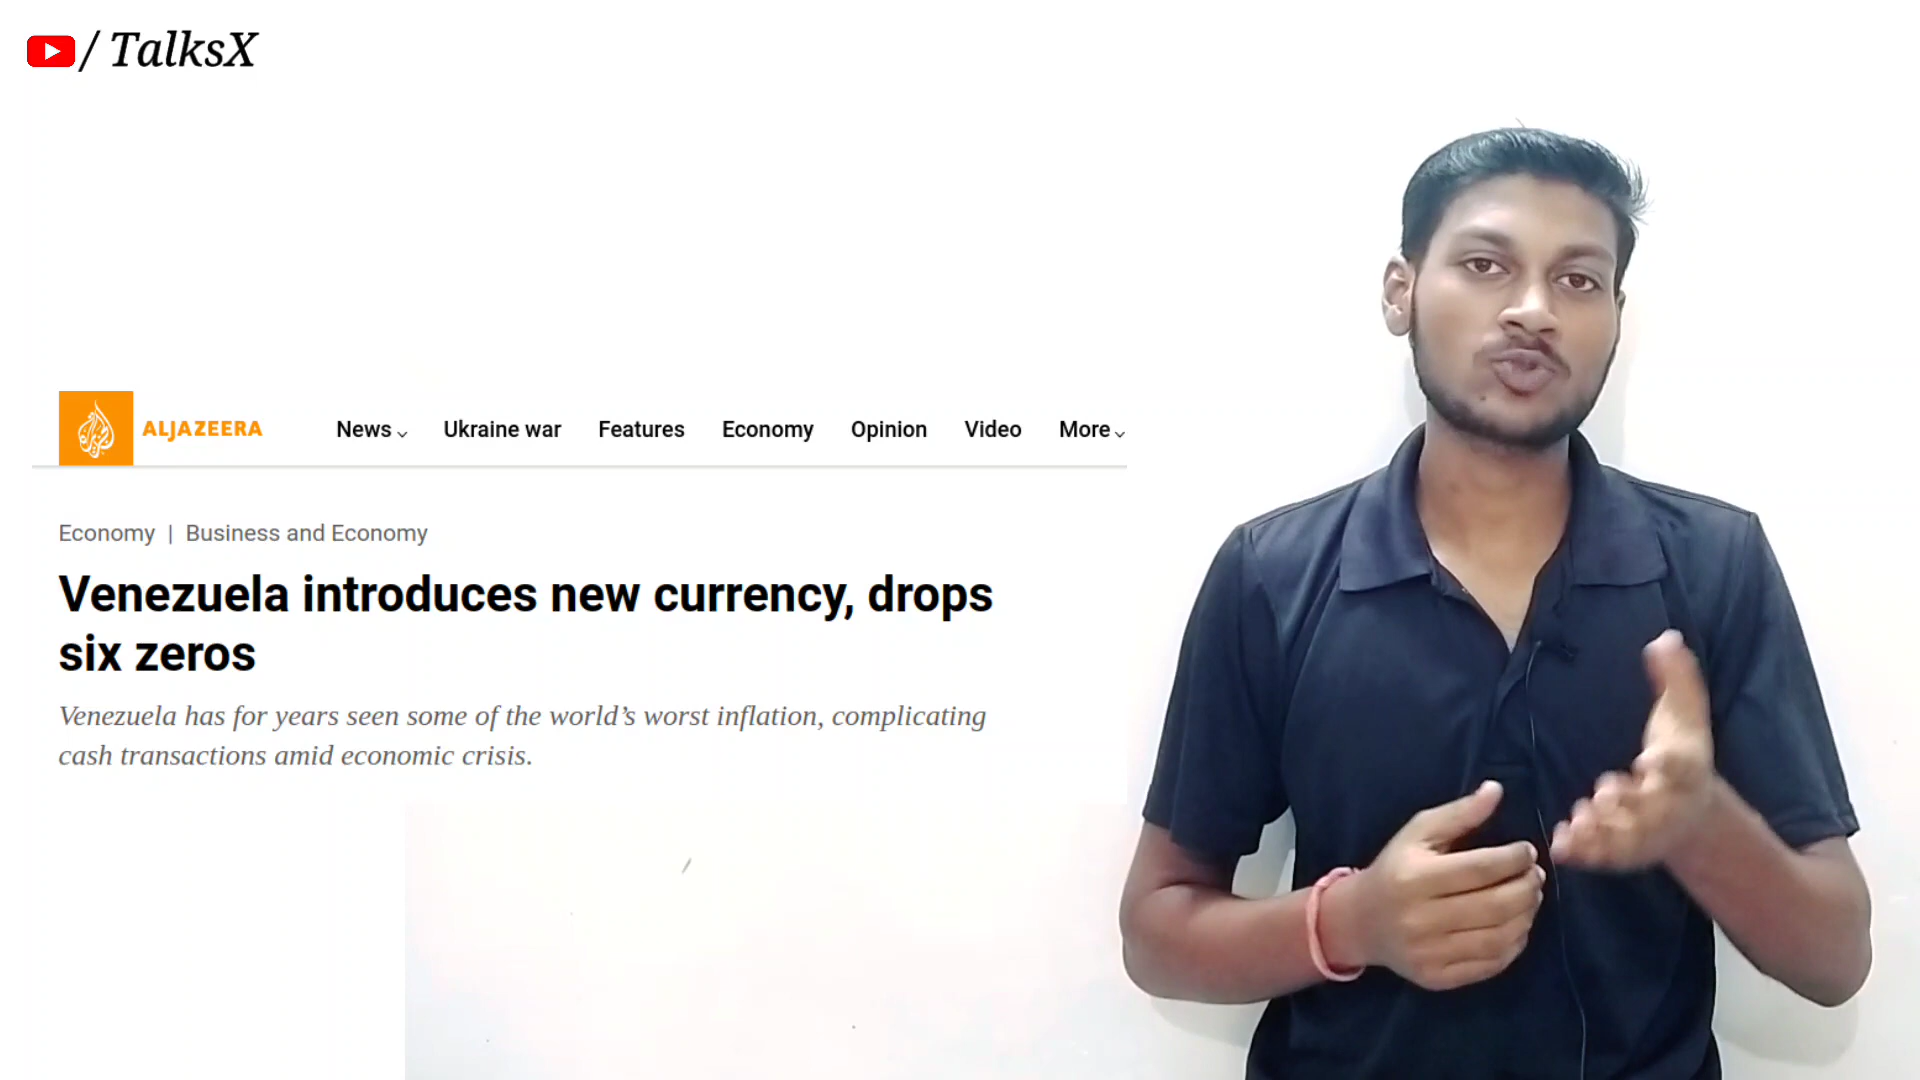 / TalksX
ALJAZEERA
News Ukraine war Features Economy Opinion Video More
Economy | Business and Economy
Venezuela introduces new currency, drops
six zeros
Venezuela has for years seen some of the world’s worst inflation, complicating
cash transactions amid economic crisis.